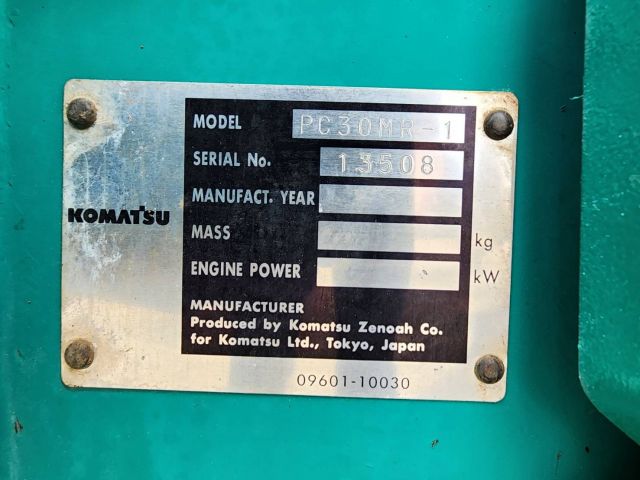 KOMATSU
MODEL PC30MR-1
SERIAL No. 13508
MANUFACT. YEAR
MASS kg
ENGINE POWER kW
MANUFACTURER
Produced by Komatsu Zenoah Co.
for Komatsu Ltd., Tokyo, Japan
09601-10030